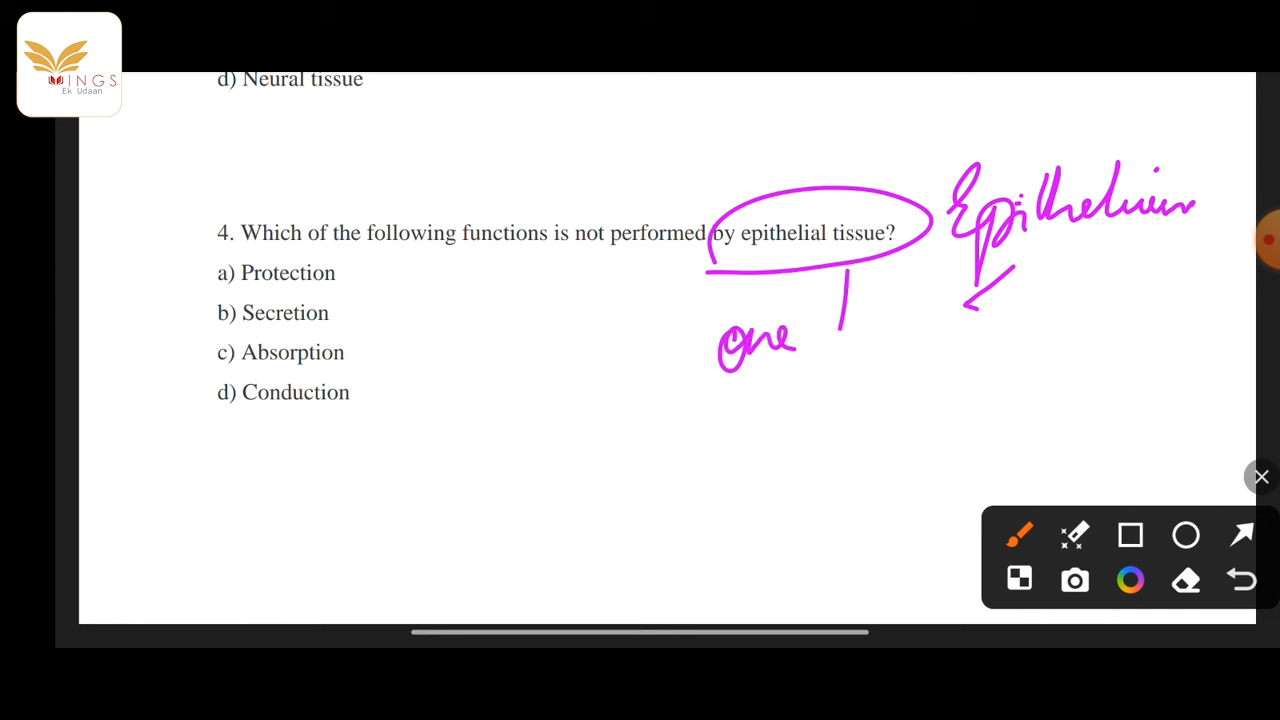 WINGS
Ek Udaan
d) Neural tissue
Epithelium
4. Which of the following functions is not performed by epithelial tissue?
a) Protection
b) Secretion
one
c) Absorption
d) Conduction